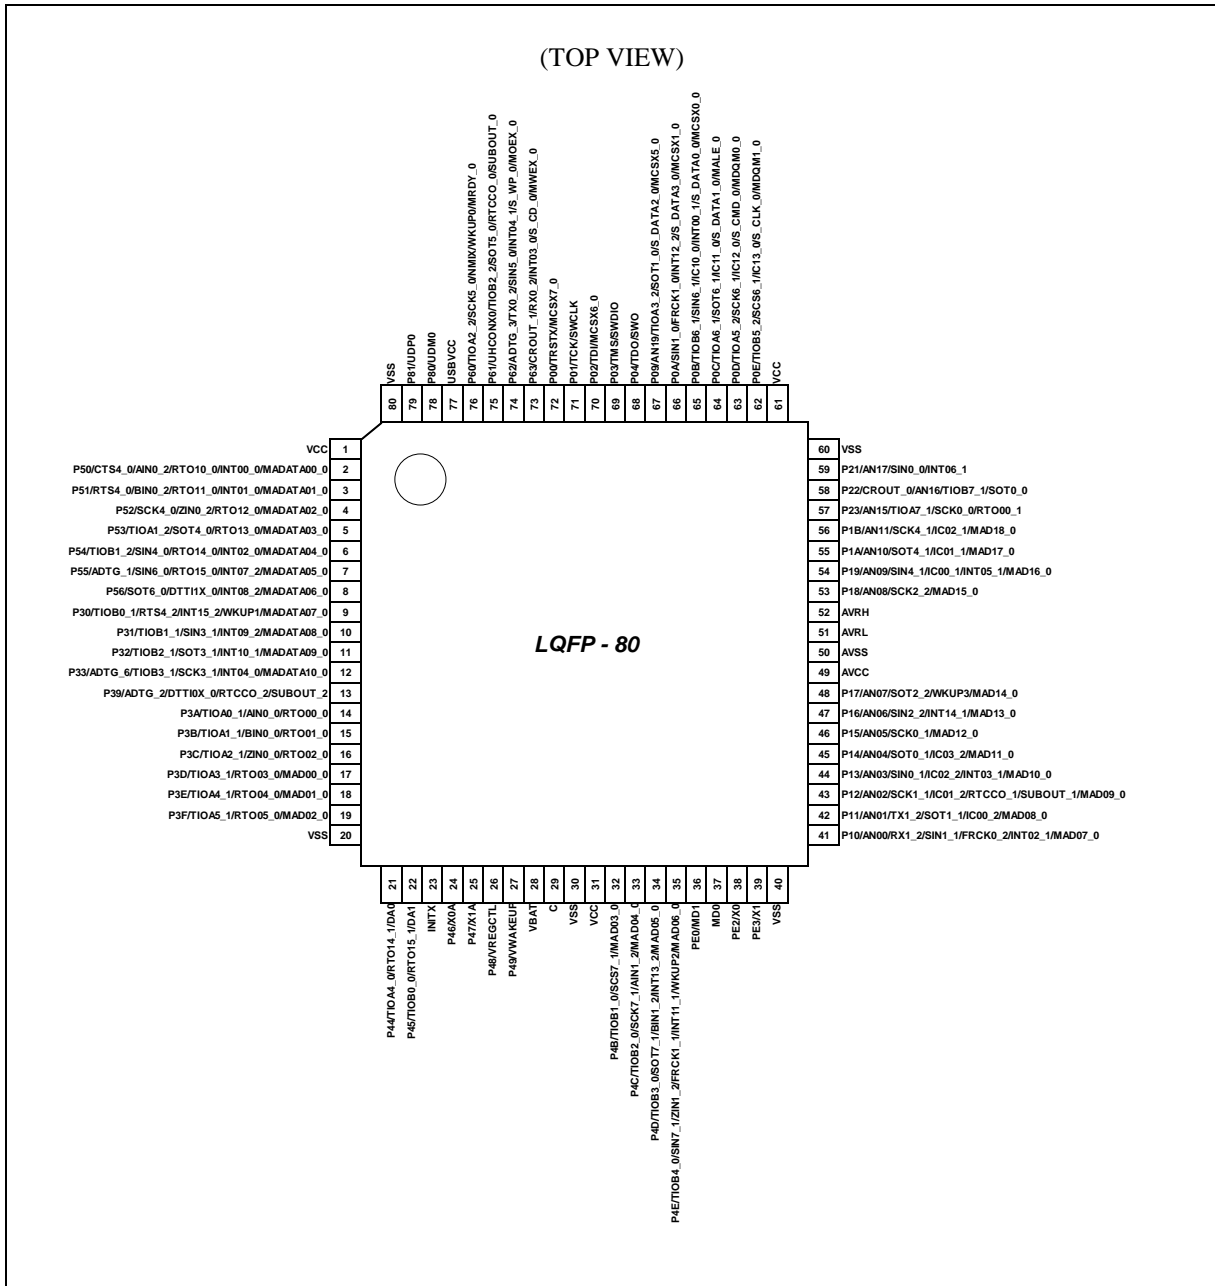 (TOP VIEW)
VSS
P81/UDP0
P80/UDM0
USBVCC
P60/TIOA2_2/SCK5_0/NMIX/WKUP0/MRDY_0
P61/UHCONX0/TIOB2_2/SOT5_0/RTCCO_0/SUBOUT_0
P62/ADTG_3/TX0_2/SIN5_0/INT04_1/S_WP_0/MOEX_0
P63/CROUT_1/RX0_2/INT03_0/S_CD_0/MWEX_0
P00/TRSTX/MCSX7_0
P01/TCK/SWCLK
P02/TDI/MCSX6_0
P03/TMS/SWDIO
P04/TDO/SWO
P09/AN19/TIOA3_2/SOT1_0/S_DATA2_0/MCSX5_0
P0A/SIN1_0/FRCK1_0/INT12_2/S_DATA3_0/MCSX1_0
P0B/TIOB6_1/SIN6_1/IC10_0/INT00_1/S_DATA0_0/MCSX0_0
P0C/TIOA6_1/SOT6_1/IC11_0/S_DATA1_0/MALE_0
P0D/TIOA5_2/SCK6_1/IC12_0/S_CMD_0/MDQM0_0
P0E/TIOB5_2/SCS6_1/IC13_0/S_CLK_0/MDQM1_0
VCC
80 79 78 77 76 75 74 73 72 71 70 69 68 67 66 65 64 63 62 61
VCC 1
P50/CTS4_0/AIN0_2/RTO10_0/INT00_0/MADATA00_0 2
P51/RTS4_0/BIN0_2/RTO11_0/INT01_0/MADATA01_0 3
P52/SCK4_0/ZIN0_2/RTO12_0/MADATA02_0 4
P53/TIOA1_2/SOT4_0/RTO13_0/MADATA03_0 5
P54/TIOB1_2/SIN4_0/RTO14_0/INT02_0/MADATA04_0 6
P55/ADTG_1/SIN6_0/RTO15_0/INT07_2/MADATA05_0 7
P56/SOT6_0/DTTI1X_0/INT08_2/MADATA06_0 8
P30/TIOB0_1/RTS4_2/INT15_2/WKUP1/MADATA07_0 9
P31/TIOB1_1/SIN3_1/INT09_2/MADATA08_0 10
P32/TIOB2_1/SOT3_1/INT10_1/MADATA09_0 11
P33/ADTG_6/TIOB3_1/SCK3_1/INT04_0/MADATA10_0 12
P39/ADTG_2/DTTI0X_0/RTCCO_2/SUBOUT_2 13
P3A/TIOA0_1/AIN0_0/RTO00_0 14
P3B/TIOA1_1/BIN0_0/RTO01_0 15
P3C/TIOA2_1/ZIN0_0/RTO02_0 16
P3D/TIOA3_1/RTO03_0/MAD00_0 17
P3E/TIOA4_1/RTO04_0/MAD01_0 18
P3F/TIOA5_1/RTO05_0/MAD02_0 19
VSS 20
LQFP - 80
60 VSS
59 P21/AN17/SIN0_0/INT06_1
58 P22/CROUT_0/AN16/TIOB7_1/SOT0_0
57 P23/AN15/TIOA7_1/SCK0_0/RTO00_1
56 P1B/AN11/SCK4_1/IC02_1/MAD18_0
55 P1A/AN10/SOT4_1/IC01_1/MAD17_0
54 P19/AN09/SIN4_1/IC00_1/INT05_1/MAD16_0
53 P18/AN08/SCK2_2/MAD15_0
52 AVRH
51 AVRL
50 AVSS
49 AVCC
48 P17/AN07/SOT2_2/WKUP3/MAD14_0
47 P16/AN06/SIN2_2/INT14_1/MAD13_0
46 P15/AN05/SCK0_1/MAD12_0
45 P14/AN04/SOT0_1/IC03_2/MAD11_0
44 P13/AN03/SIN0_1/IC02_2/INT03_1/MAD10_0
43 P12/AN02/SCK1_1/IC01_2/RTCCO_1/SUBOUT_1/MAD09_0
42 P11/AN01/TX1_2/SOT1_1/IC00_2/MAD08_0
41 P10/AN00/RX1_2/SIN1_1/FRCK0_2/INT02_1/MAD07_0
21 22 23 24 25 26 27 28 29 30 31 32 33 34 35 36 37 38 39 40
P44/TIOA4_0/RTO14_1/DA0
P45/TIOB0_0/RTO15_1/DA1
INITX
P46/X0A
P47/X1A
P48/VREGCTL
P49/VWAKEUP
VBAT
C
VSS
VCC
P4B/TIOB1_0/SCS7_1/MAD03_0
P4C/TIOB2_0/SCK7_1/AIN1_2/MAD04_0
P4D/TIOB3_0/SOT7_1/BIN1_2/INT13_2/MAD05_0
P4E/TIOB4_0/SIN7_1/ZIN1_2/FRCK1_1/INT11_1/WKUP2/MAD06_0
PE0/MD1
MD0
PE2/X0
PE3/X1
VSS